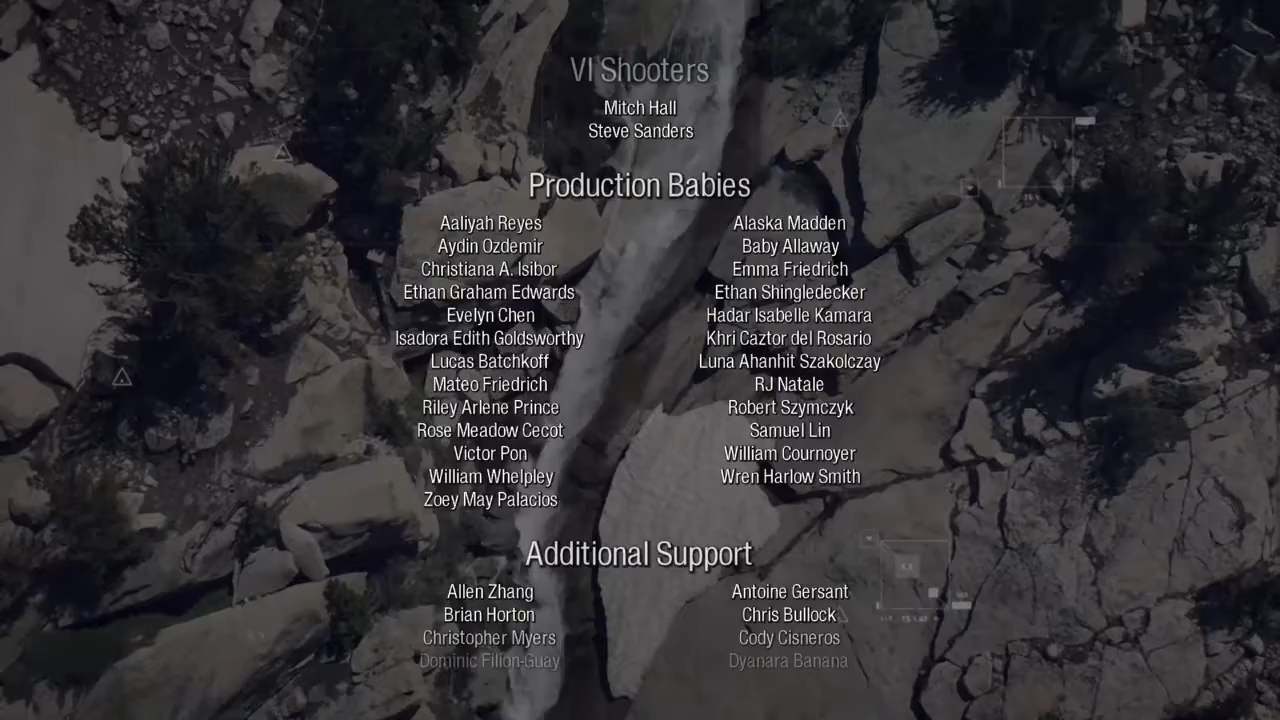 VI Shooters
Mitch Hall
Steve Sanders
Production Babies
Aaliyah Reyes Alaska Madden
Aydin Ozdemir Baby Allaway
Christiana A. Isibor Emma Friedrich
Ethan Graham Edwards Ethan Shingledecker
Evelyn Chen Hadar Isabelle Kamara
Isadora Edith Goldsworthy Khri Caztor del Rosario
Lucas Batchkoff Luna Ahanhit Szakolczay
Mateo Friedrich RJ Natale
Riley Arlene Prince Robert Szymczyk
Rose Meadow Cecot Samuel Lin
Victor Pon William Cournoyer
William Whelpley Wren Harlow Smith
Zoey May Palacios
Additional Support
Allen Zhang Antoine Gersant
Brian Horton Chris Bullock
Christopher Myers Cody Cisneros
Dominic Filion-Guay Dyanara Banana